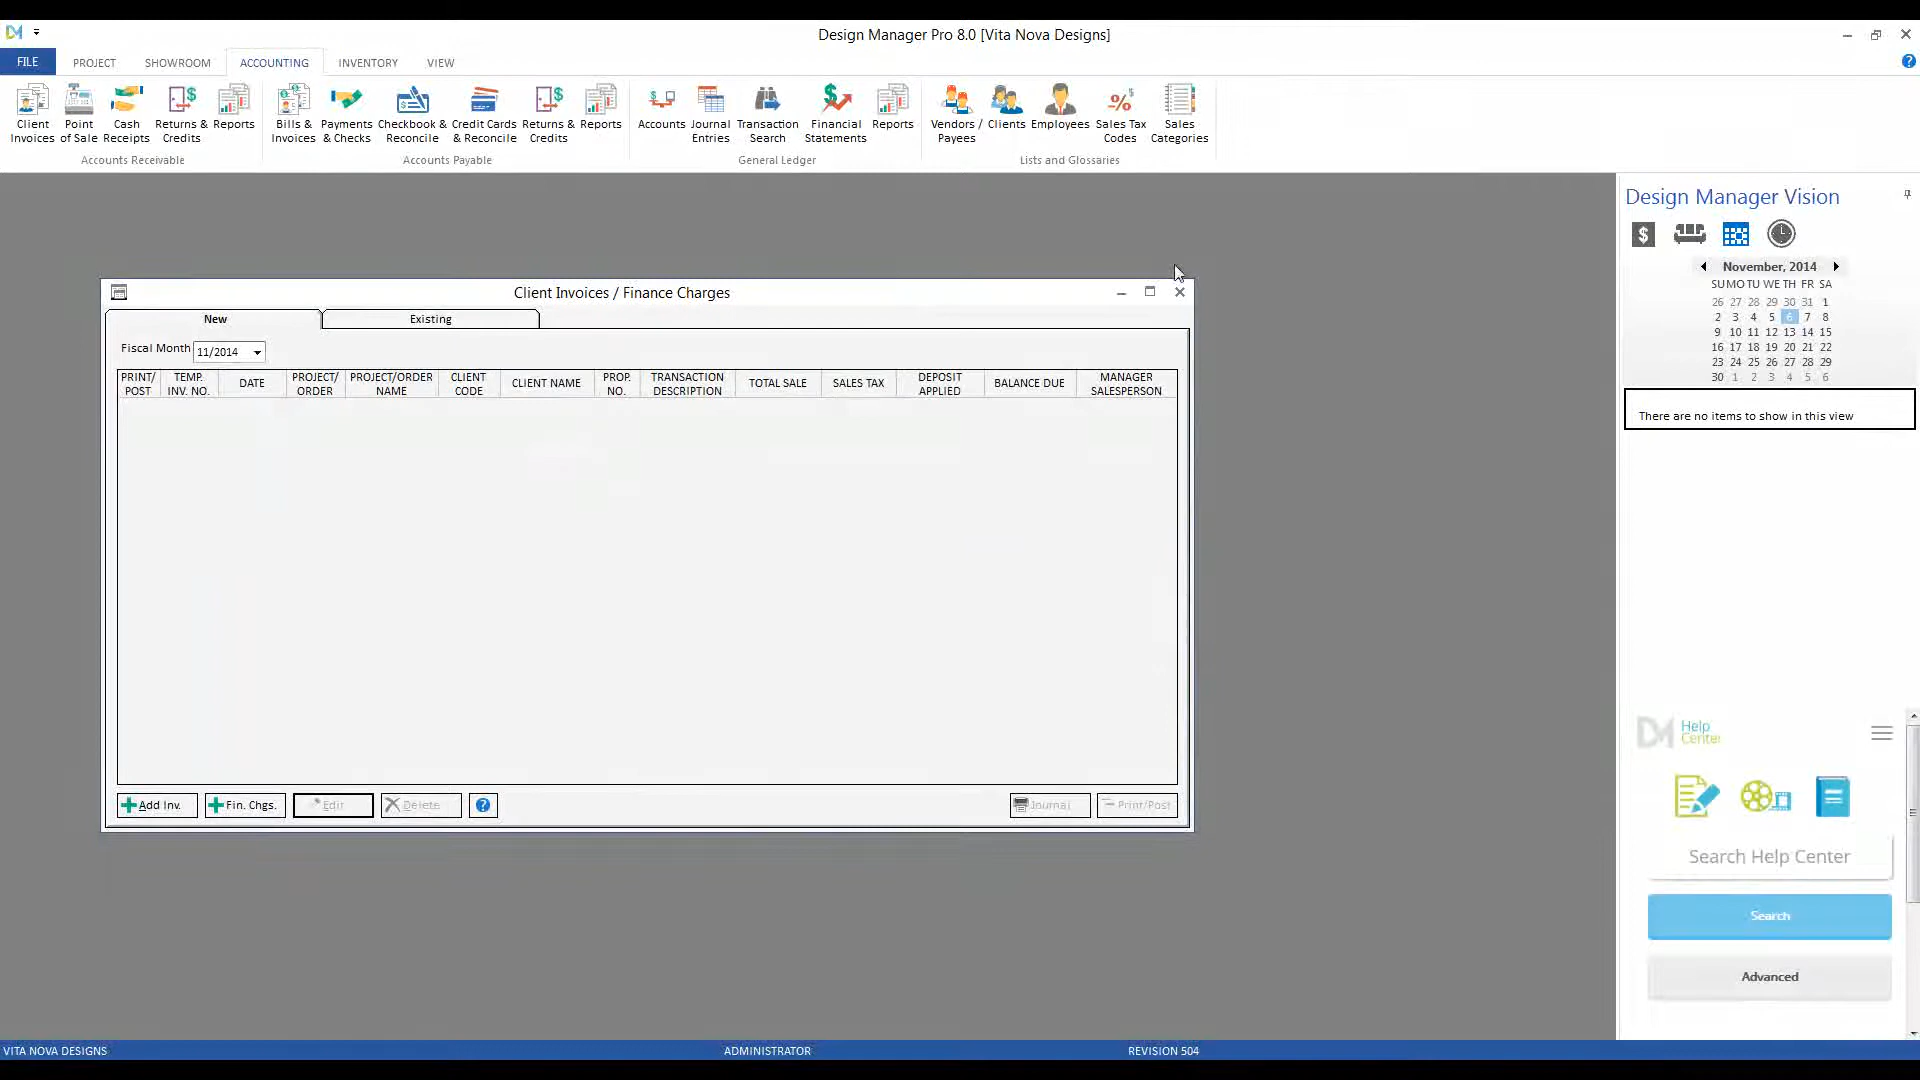 Design Manager Pro 8.0 [Vita Nova Designs]
FILE PROJECT SHOWROOM ACCOUNTING INVENTORY VIEW
Client Invoices
Point of Sale
Cash Receipts
Returns & Credits
Reports
Bills & Invoices
Payments & Checks
Checkbook & Reconcile
Credit Cards & Reconcile
Returns & Credits
Reports
Accounts
Journal Entries
Transaction Search
Financial Statements
Reports
Vendors / Payees
Clients
Employees
Sales Tax Codes
Sales Categories
Accounts Receivable
Accounts Payable
General Ledger
Lists and Glossaries
Client Invoices / Finance Charges
New
Existing
Fiscal Month 11/2014
PRINT/ POST
TEMP. INV. NO.
DATE
PROJECT/ ORDER
PROJECT/ORDER NAME
CLIENT CODE
CLIENT NAME
PROP. NO.
TRANSACTION DESCRIPTION
TOTAL SALE
SALES TAX
DEPOSIT APPLIED
BALANCE DUE
MANAGER SALESPERSON
Add Inv. Fin. Chgs. Edit Delete ? Journal Print/Post
Design Manager Vision
November, 2014
SU MO TU WE TH FR SA
26 27 28 29 30 31 1
2 3 4 5 6 7 8
9 10 11 12 13 14 15
16 17 18 19 20 21 22
23 24 25 26 27 28 29
30 1 2 3 4 5 6
There are no items to show in this view
DM Help Center
Search Help Center
Search
Advanced
VITA NOVA DESIGNS ADMINISTRATOR REVISION 504